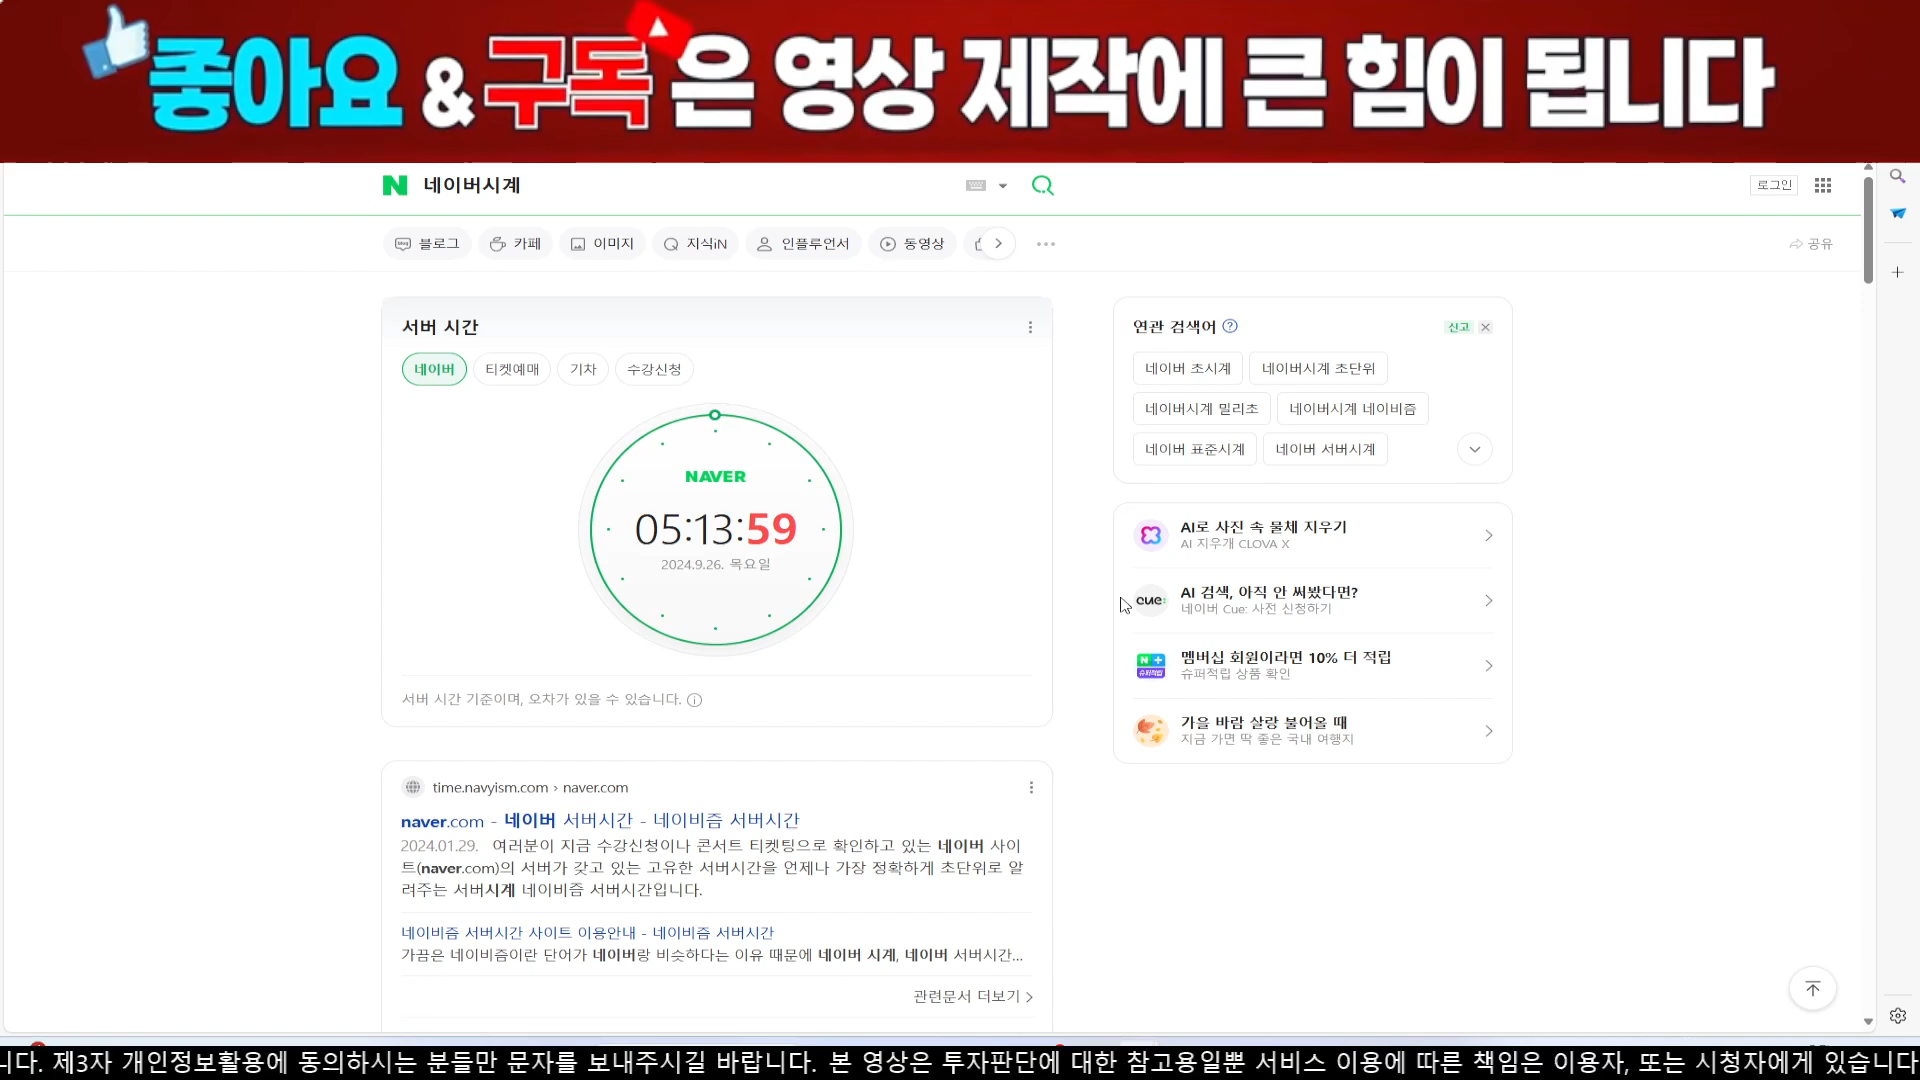 좋아요 & 구독은 영상 제작에 큰 힘이 됩니다
N 네이버시계
로그인
블로그 카페 이미지 지식iN 인플루언서 동영상
공유
서버 시간
네이버 티켓예매 기차 수강신청
NAVER
05:13:59
2024.9.26. 목요일
서버 시간 기준이며, 오차가 있을 수 있습니다.
time.navyism.com › naver.com
naver.com - 네이버 서버시간 - 네이비즘 서버시간
2024.01.29. 여러분이 지금 수강신청이나 콘서트 티켓팅으로 확인하고 있는 네이버 사이
트(naver.com)의 서버가 갖고 있는 고유한 서버시간을 언제나 가장 정확하게 초단위로 알
려주는 서버시계 네이비즘 서버시간입니다.
네이비즘 서버시간 사이트 이용안내 - 네이비즘 서버시간
가끔은 네이비즘이란 단어가 네이버랑 비슷하다는 이유 때문에 네이버 시계, 네이버 서버시간...
관련문서 더보기
연관 검색어
신고
네이버 초시계 네이버시계 초단위
네이버시계 밀리초 네이버시계 네이비즘
네이버 표준시계 네이버 서버시계
AI로 사진 속 물체 지우기
AI 지우개 CLOVA X
cue:
AI 검색, 아직 안 써봤다면?
네이버 Cue: 사전 신청하기
N +
슈퍼적립
멤버십 회원이라면 10% 더 적립
슈퍼적립 상품 확인
가을 바람 살랑 불어올 때
지금 가면 딱 좋은 국내 여행지
니다. 제3자 개인정보활용에 동의하시는 분들만 문자를 보내주시길 바랍니다. 본 영상은 투자판단에 대한 참고용일뿐 서비스 이용에 따른 책임은 이용자, 또는 시청자에게 있습니다